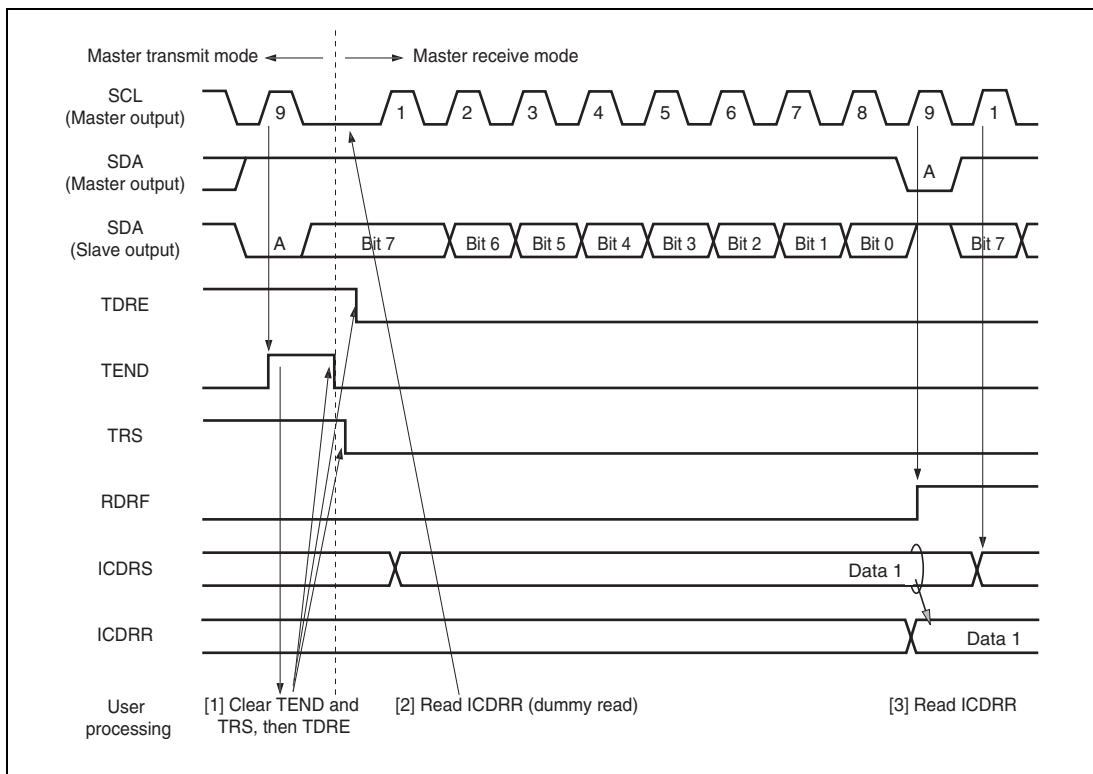 Master transmit mode
Master receive mode
SCL
(Master output)
9
1
2
3
4
5
6
7
8
9
1
SDA
(Master output)
A
SDA
(Slave output)
A
Bit 7
Bit 6
Bit 5
Bit 4
Bit 3
Bit 2
Bit 1
Bit 0
Bit 7
TDRE
TEND
TRS
RDRF
ICDRS
Data 1
ICDRR
Data 1
User
processing
[1] Clear TEND and
TRS, then TDRE
[2] Read ICDRR (dummy read)
[3] Read ICDRR